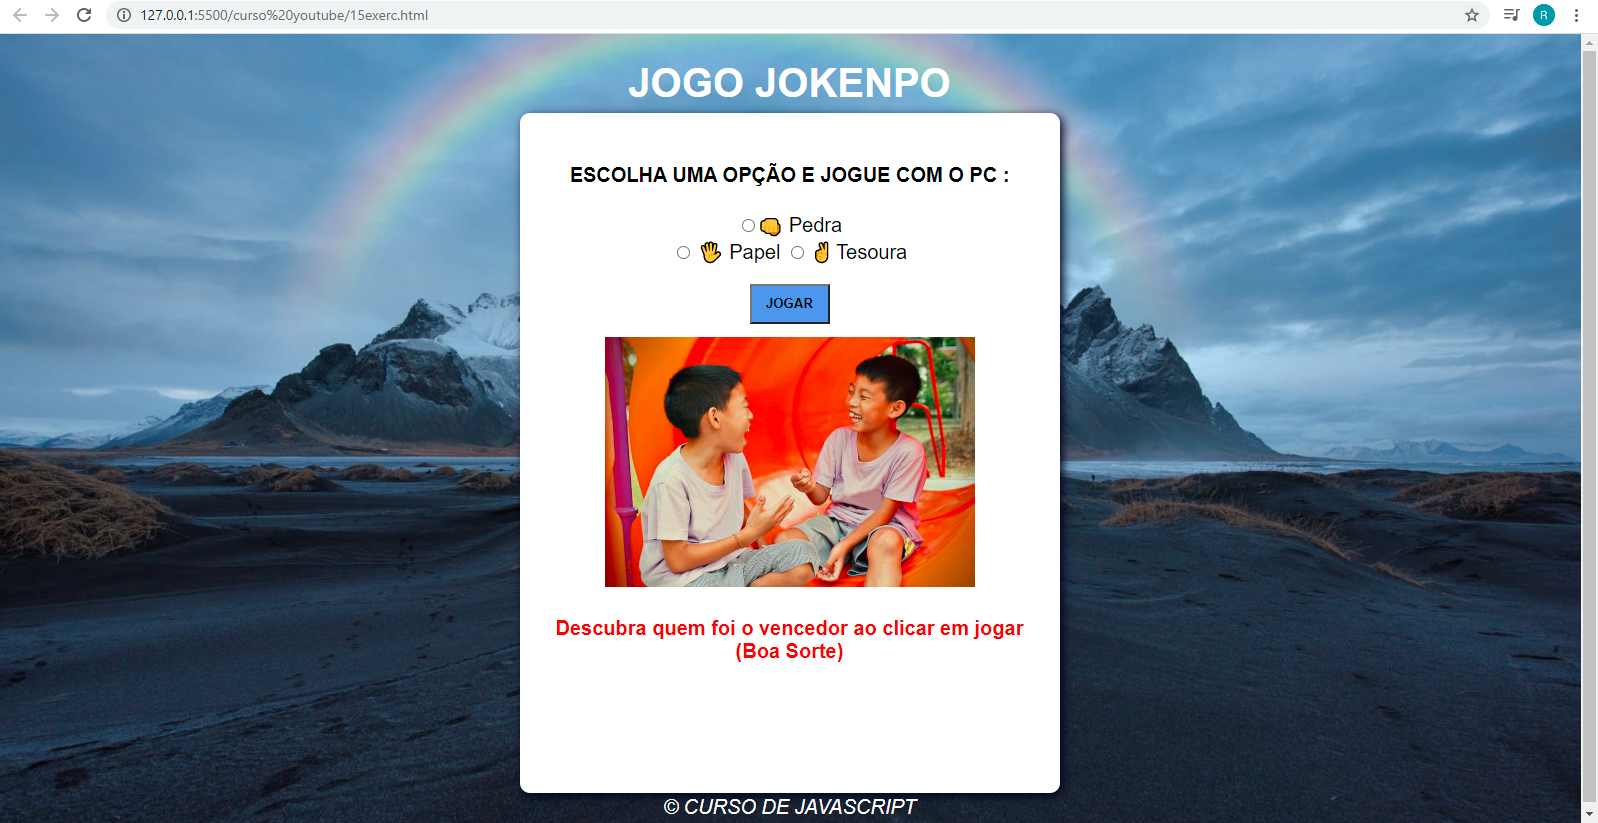 127.0.0.1:5500/curso%20youtube/15exerc.html
R
JOGO JOKENPO
ESCOLHA UMA OPÇÃO E JOGUE COM O PC :
Pedra
Papel Tesoura
JOGAR
Descubra quem foi o vencedor ao clicar em jogar
(Boa Sorte)
© CURSO DE JAVASCRIPT